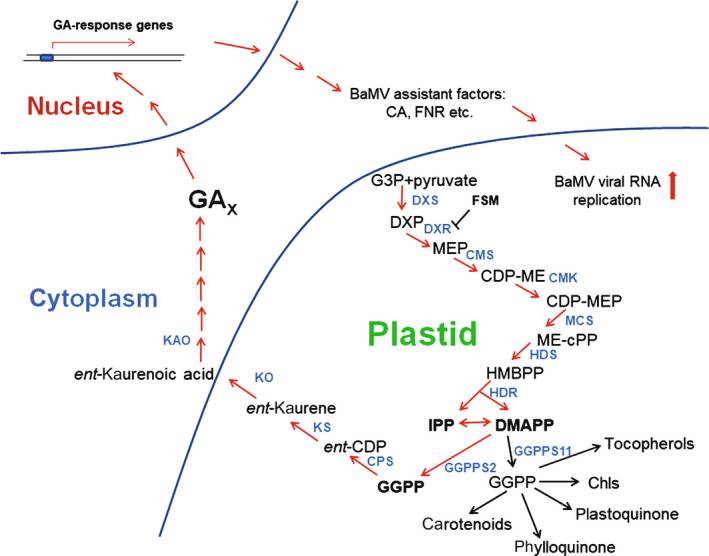 GA-response genes
Nucleus
BaMV assistant factors:
CA, FNR etc.
BaMV viral RNA
replication
G3P+pyruvate
DXS
FSM
DXP
DXR
MEP
CMS
CDP-ME
CMK
CDP-MEP
MCS
ME-cPP
HDS
HMBPP
HDR
IPP
DMAPP
GGPPS11
GGPPS2
GGPP
Tocopherols
Chls
Plastoquinone
Phylloquinone
Carotenoids
GGPP
CPS
ent-CDP
KS
ent-Kaurene
KO
ent-Kaurenoic acid
KAO
GAX
Cytoplasm
Plastid